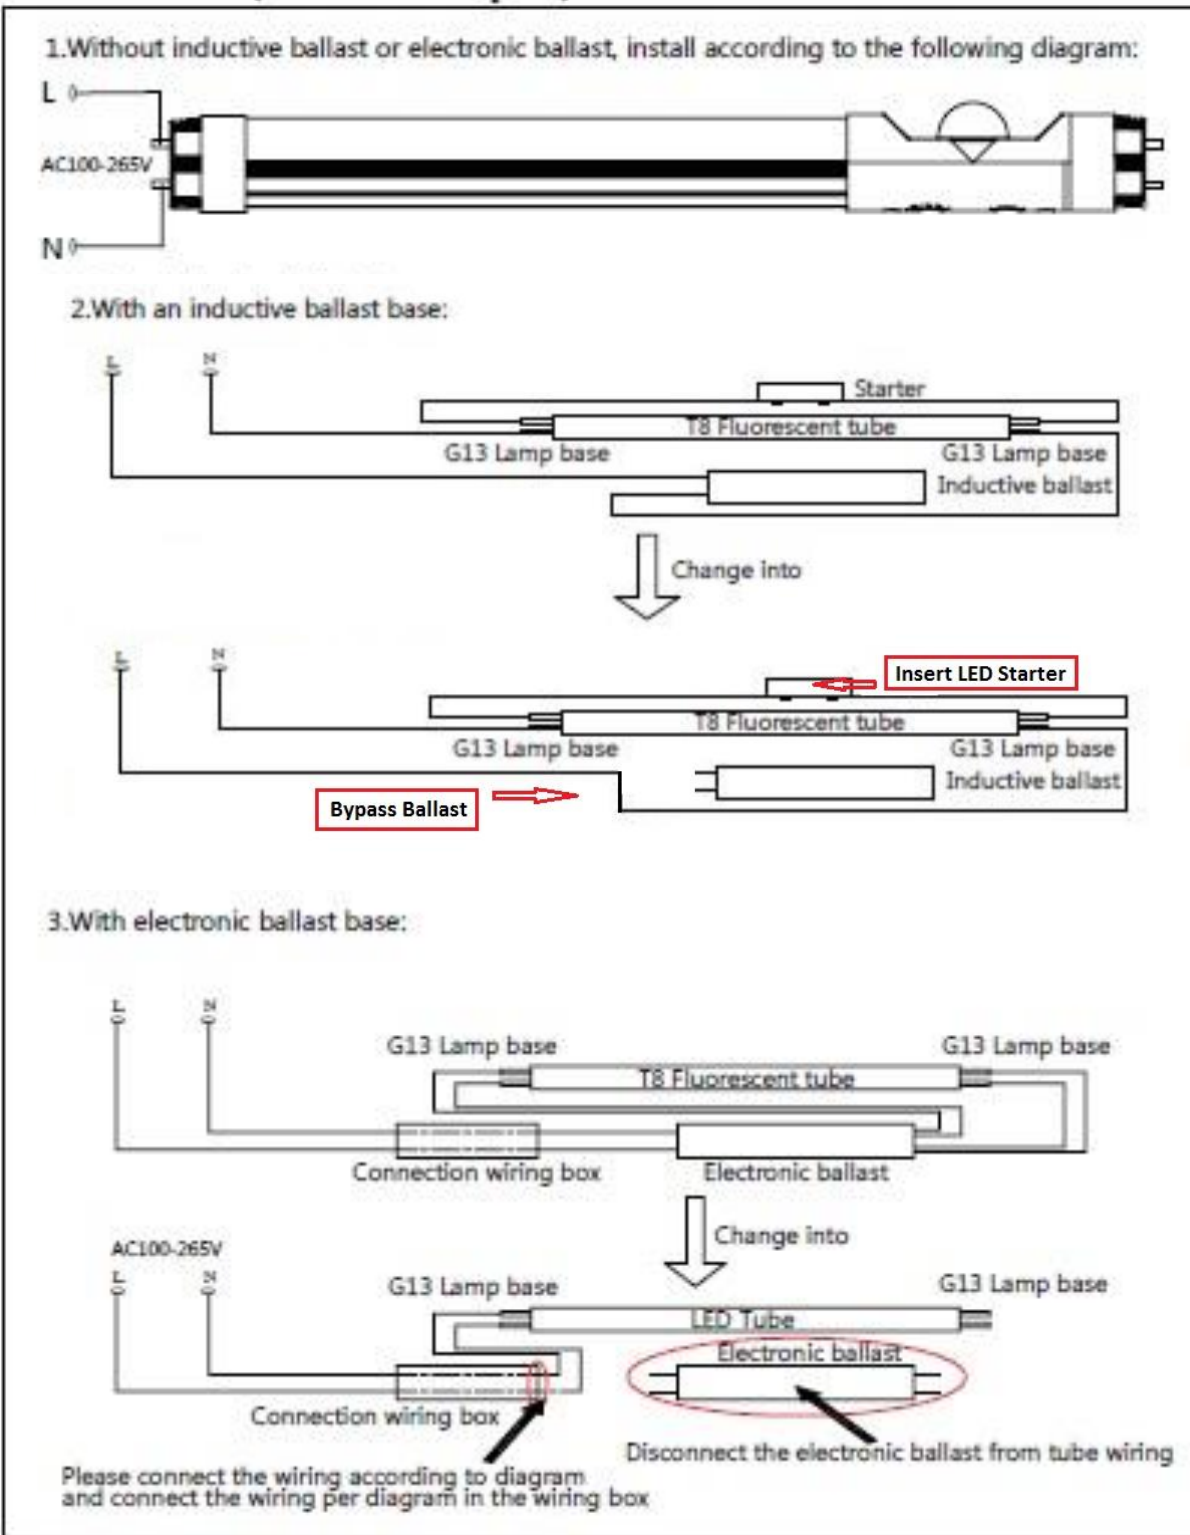 1.Without inductive ballast or electronic ballast, install according to the following diagram:
L
AC100-265V
N
2.With an inductive ballast base:
L
N
Starter
T8 Fluorescent tube
G13 Lamp base
G13 Lamp base
Inductive ballast
Change into
L
N
Insert LED Starter
T8 Fluorescent tube
G13 Lamp base
G13 Lamp base
Inductive ballast
Bypass Ballast
3.With electronic ballast base:
L
N
G13 Lamp base
G13 Lamp base
T8 Fluorescent tube
Connection wiring box
Electronic ballast
Change into
AC100-265V
L
N
G13 Lamp base
G13 Lamp base
LED Tube
Electronic ballast
Connection wiring box
Disconnect the electronic ballast from tube wiring
Please connect the wiring according to diagram
and connect the wiring per diagram in the wiring box